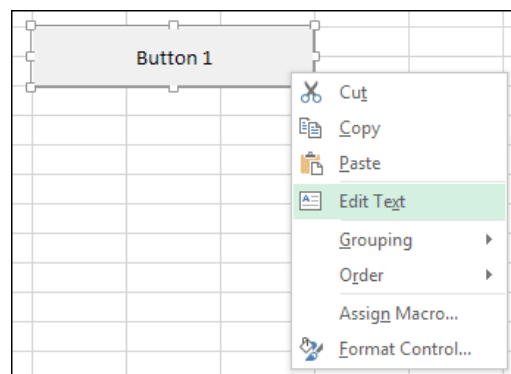 Button 1
Cut
Copy
Paste
Edit Text
Grouping
Order
Assign Macro...
Format Control...